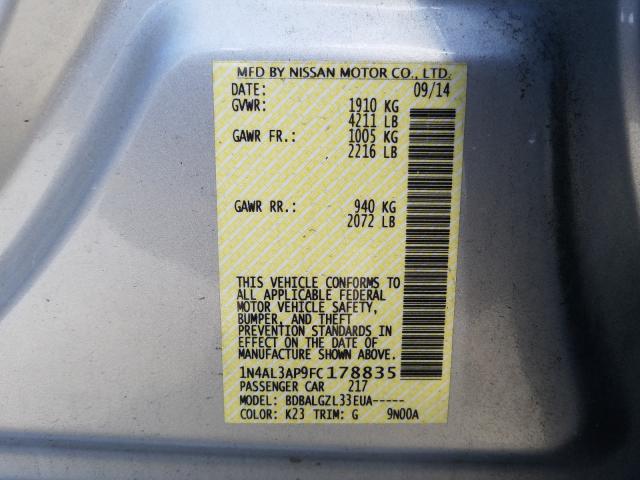 MFD BY NISSAN MOTOR CO., LTD.
DATE: 09/14
GVWR: 1910 KG
4211 LB
GAWR FR.: 1005 KG
2216 LB
GAWR RR.: 940 KG
2072 LB
THIS VEHICLE CONFORMS TO
ALL APPLICABLE FEDERAL
MOTOR VEHICLE SAFETY,
BUMPER, AND THEFT
PREVENTION STANDARDS IN
EFFECT ON THE DATE OF
MANUFACTURE SHOWN ABOVE.
1N4AL3AP9FC178835
PASSENGER CAR 217
MODEL: BDBALGZL33EUA-----
COLOR: K23 TRIM: G 9N00A